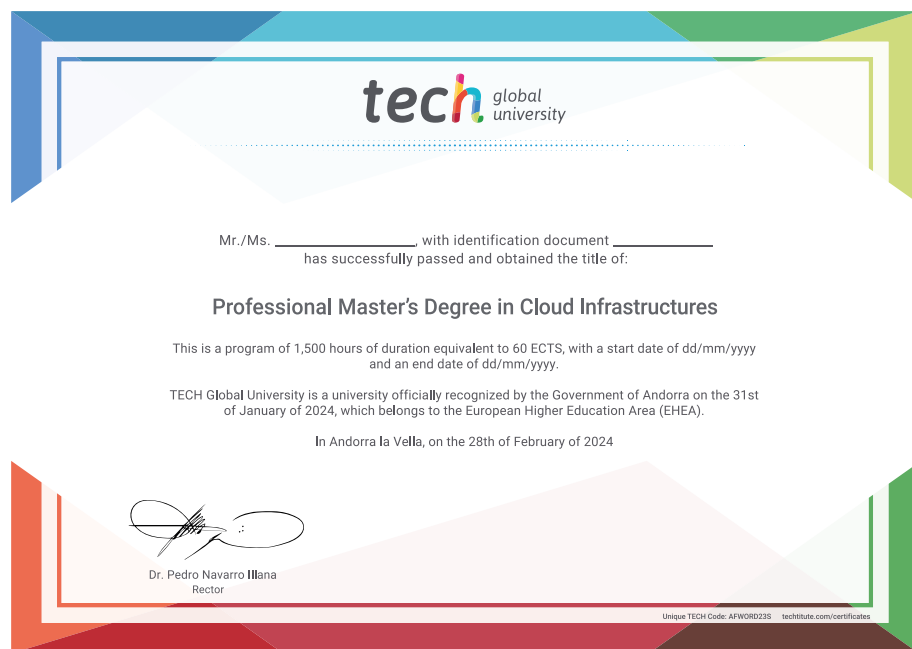 tech global university
Mr./Ms. ____________________, with identification document ______________
has successfully passed and obtained the title of:
Professional Master's Degree in Cloud Infrastructures
This is a program of 1,500 hours of duration equivalent to 60 ECTS, with a start date of dd/mm/yyyy
and an end date of dd/mm/yyyy.
TECH Global University is a university officially recognized by the Government of Andorra on the 31st
of January of 2024, which belongs to the European Higher Education Area (EHEA).
In Andorra la Vella, on the 28th of February of 2024
Dr. Pedro Navarro Illana
Rector
Unique TECH Code: AFWORD23S techtitute.com/certificates